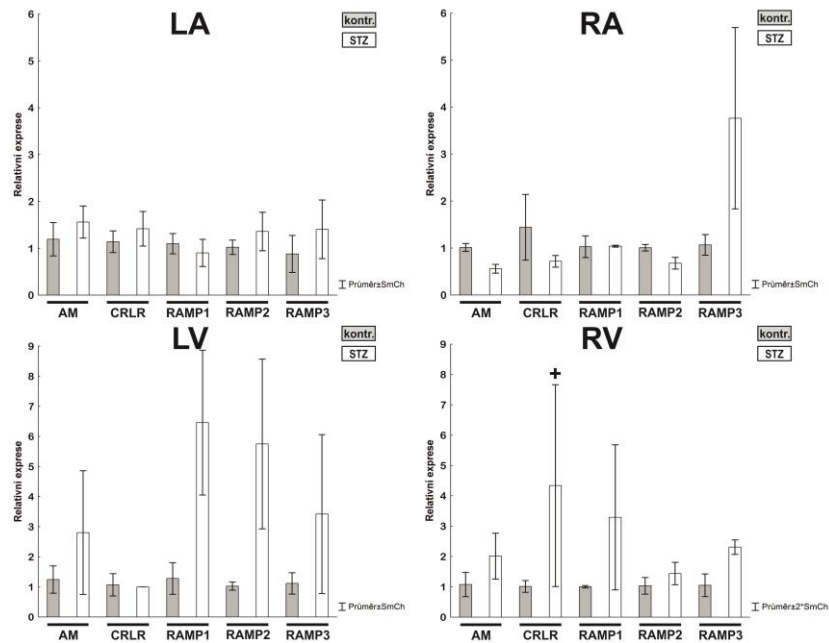 LA
kontr.
STZ
Relativní exprese
6
5
4
3
2
1
0
Průměr±SmCh
AM CRLR RAMP1 RAMP2 RAMP3
RA
kontr.
STZ
Relativní exprese
6
5
4
3
2
1
0
Průměr±SmCh
AM CRLR RAMP1 RAMP2 RAMP3
LV
kontr.
STZ
Relativní exprese
9
8
7
6
5
4
3
2
1
0
Průměr±SmCh
AM CRLR RAMP1 RAMP2 RAMP3
RV
kontr.
STZ
+
Relativní exprese
9
8
7
6
5
4
3
2
1
0
Průměr±2*SmCh
AM CRLR RAMP1 RAMP2 RAMP3